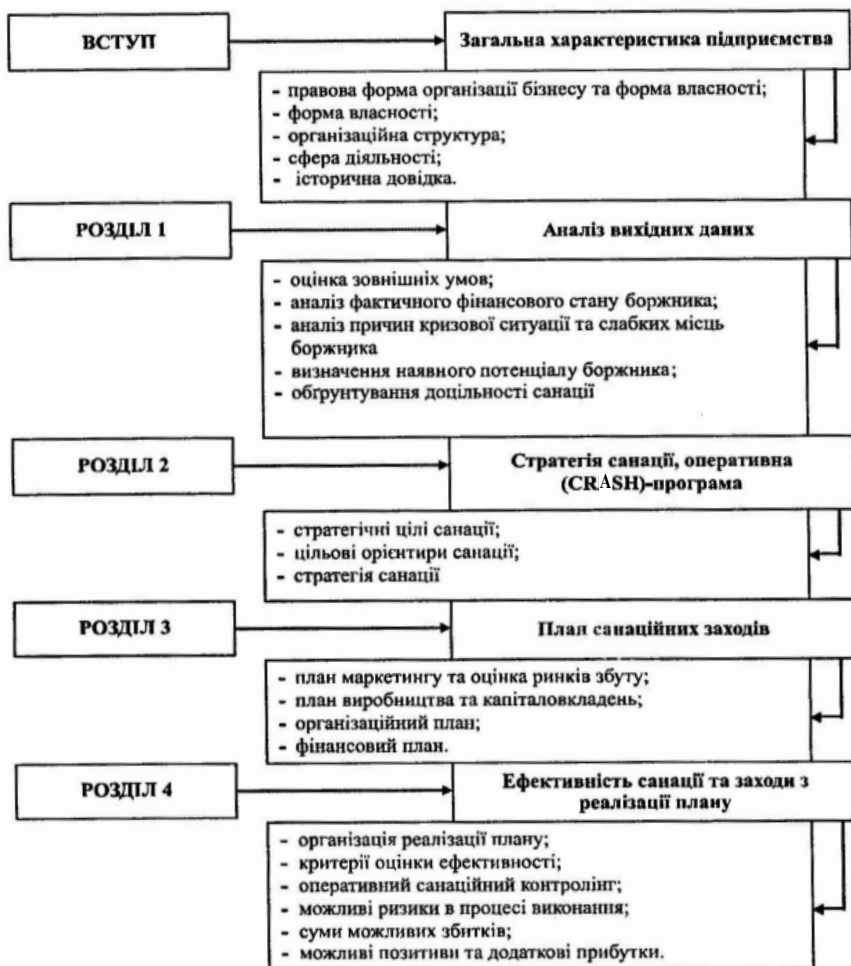 ВСТУП
Загальна характеристика підприємства
- правова форма організації бізнесу та форма власності;
- форма власності;
- організаційна структура;
- сфера діяльності;
- історична довідка.
РОЗДІЛ 1
Аналіз вихідних даних
- оцінка зовнішніх умов;
- аналіз фактичного фінансового стану боржника;
- аналіз причин кризової ситуації та слабких місць
боржника
- визначення наявного потенціалу боржника;
- обґрунтування доцільності санації
РОЗДІЛ 2
Стратегія санації, оперативна
(CRASH)-програма
- стратегічні цілі санації;
- цільові орієнтири санації;
- стратегія санації
РОЗДІЛ 3
План санаційних заходів
- план маркетингу та оцінка ринків збуту;
- план виробництва та капіталовкладень;
- організаційний план;
- фінансовий план.
РОЗДІЛ 4
Ефективність санації та заходи з
реалізації плану
- організація реалізації плану;
- критерії оцінки ефективності;
- оперативний санаційний контролінг;
- можливі ризики в процесі виконання;
- суми можливих збитків;
- можливі позитиви та додаткові прибутки.